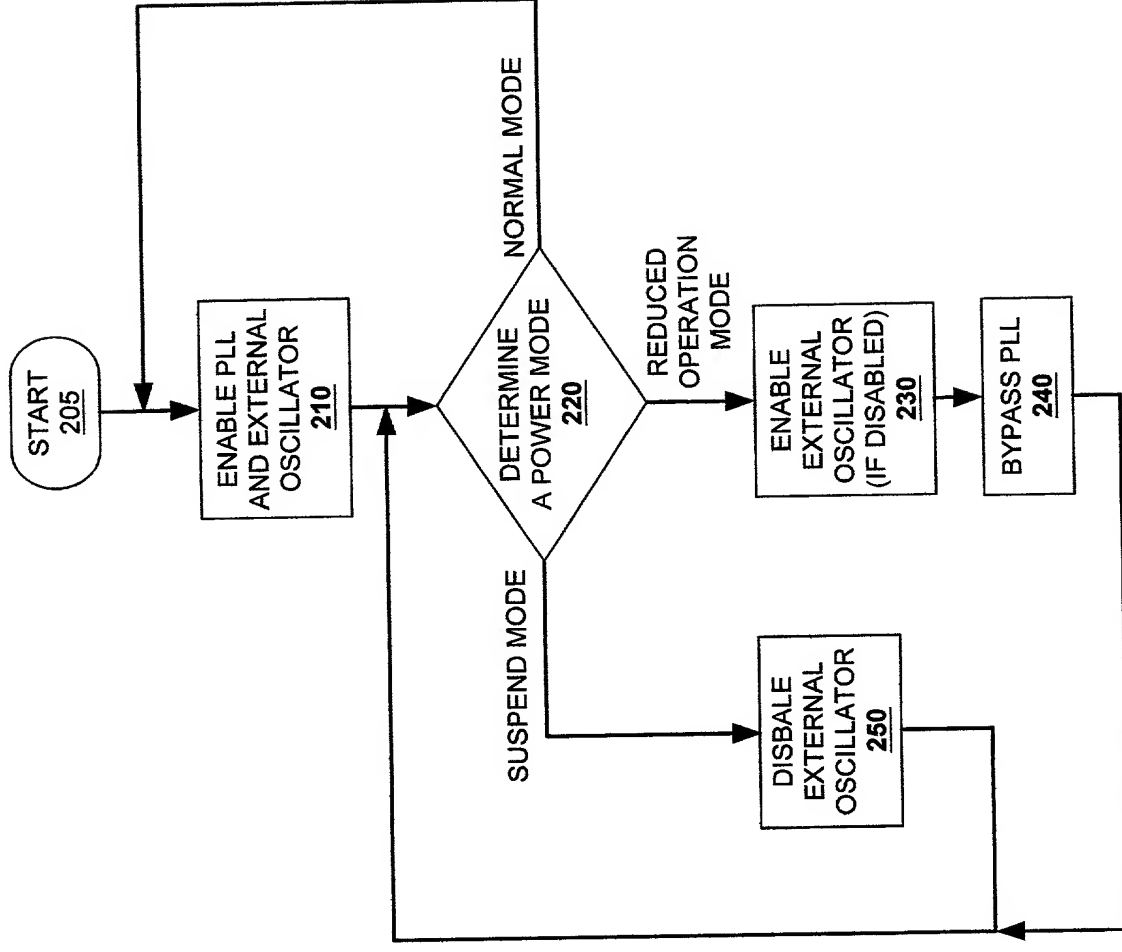 START
205
ENABLE PLL
AND EXTERNAL
OSCILLATOR
210
NORMAL MODE
DETERMINE
A POWER MODE
220
SUSPEND MODE
REDUCED
OPERATION
MODE
ENABLE
EXTERNAL
OSCILLATOR
(IF DISABLED)
230
DISBALE
EXTERNAL
OSCILLATOR
250
BYPASS PLL
240